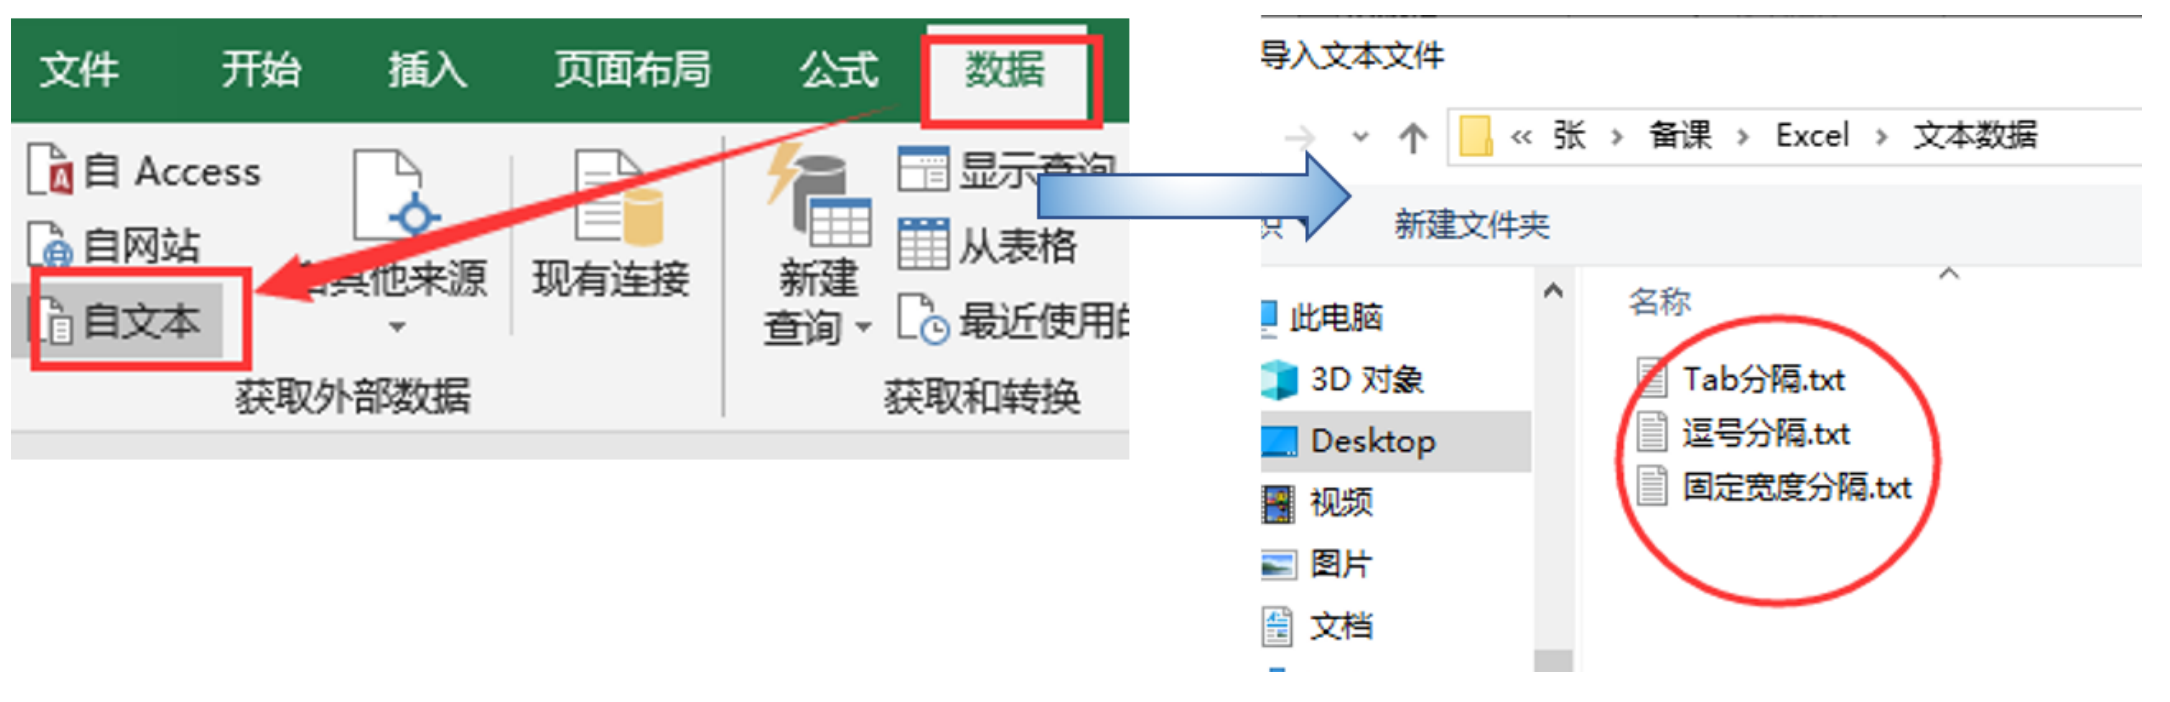 文件 开始 插入 页面布局 公式 数据
自 Access
自网站
自文本
其他来源
现有连接
新建
查询
显示查询
从表格
最近使用
获取外部数据
获取和转换
导入文本文件
« 张 › 备课 › Excel › 文本数据
新建文件夹
此电脑
3D 对象
Desktop
视频
图片
文档
名称
Tab分隔.txt
逗号分隔.txt
固定宽度分隔.txt